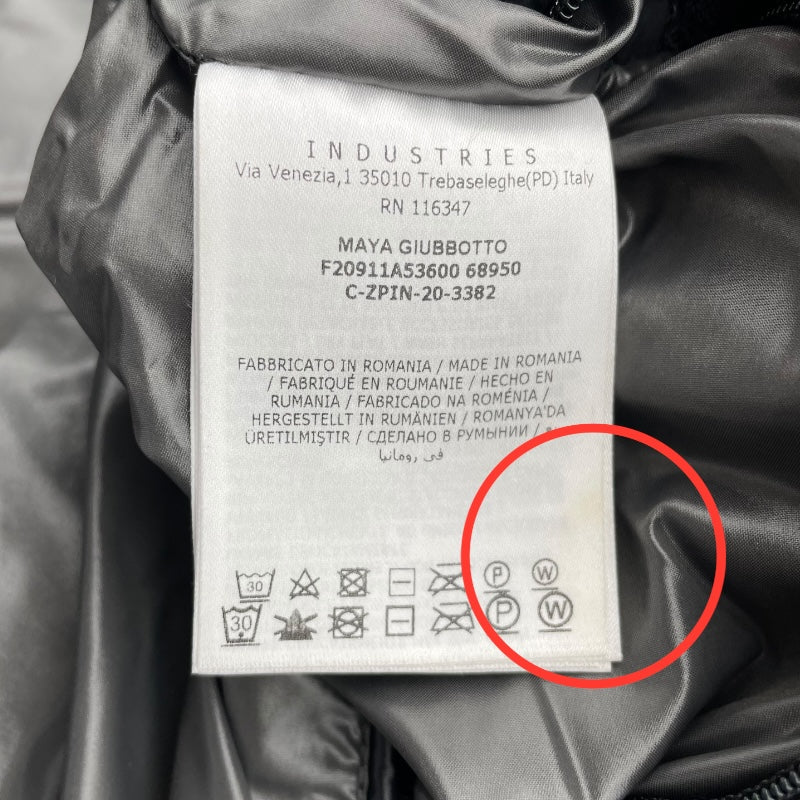 INDUSTRIES
Via Venezia,1 35010 Trebaseleghe(PD) Italy
RN 116347
MAYA GIUBBOTTO
F20911A53600 68950
C-ZPIN-20-3382
FABBRICATO IN ROMANIA / MADE IN ROMANIA
/ FABRIQUÉ EN ROUMANIE / HECHO EN
RUMANIA / FABRICADO NA ROMÉNIA /
HERGESTELLT IN RUMÄNIEN / ROMANYA'DA
ÜRETILMIŞTIR / СДЕЛАНО В РУМЫНИИ /
في رومانيا
30 P W
30 P W